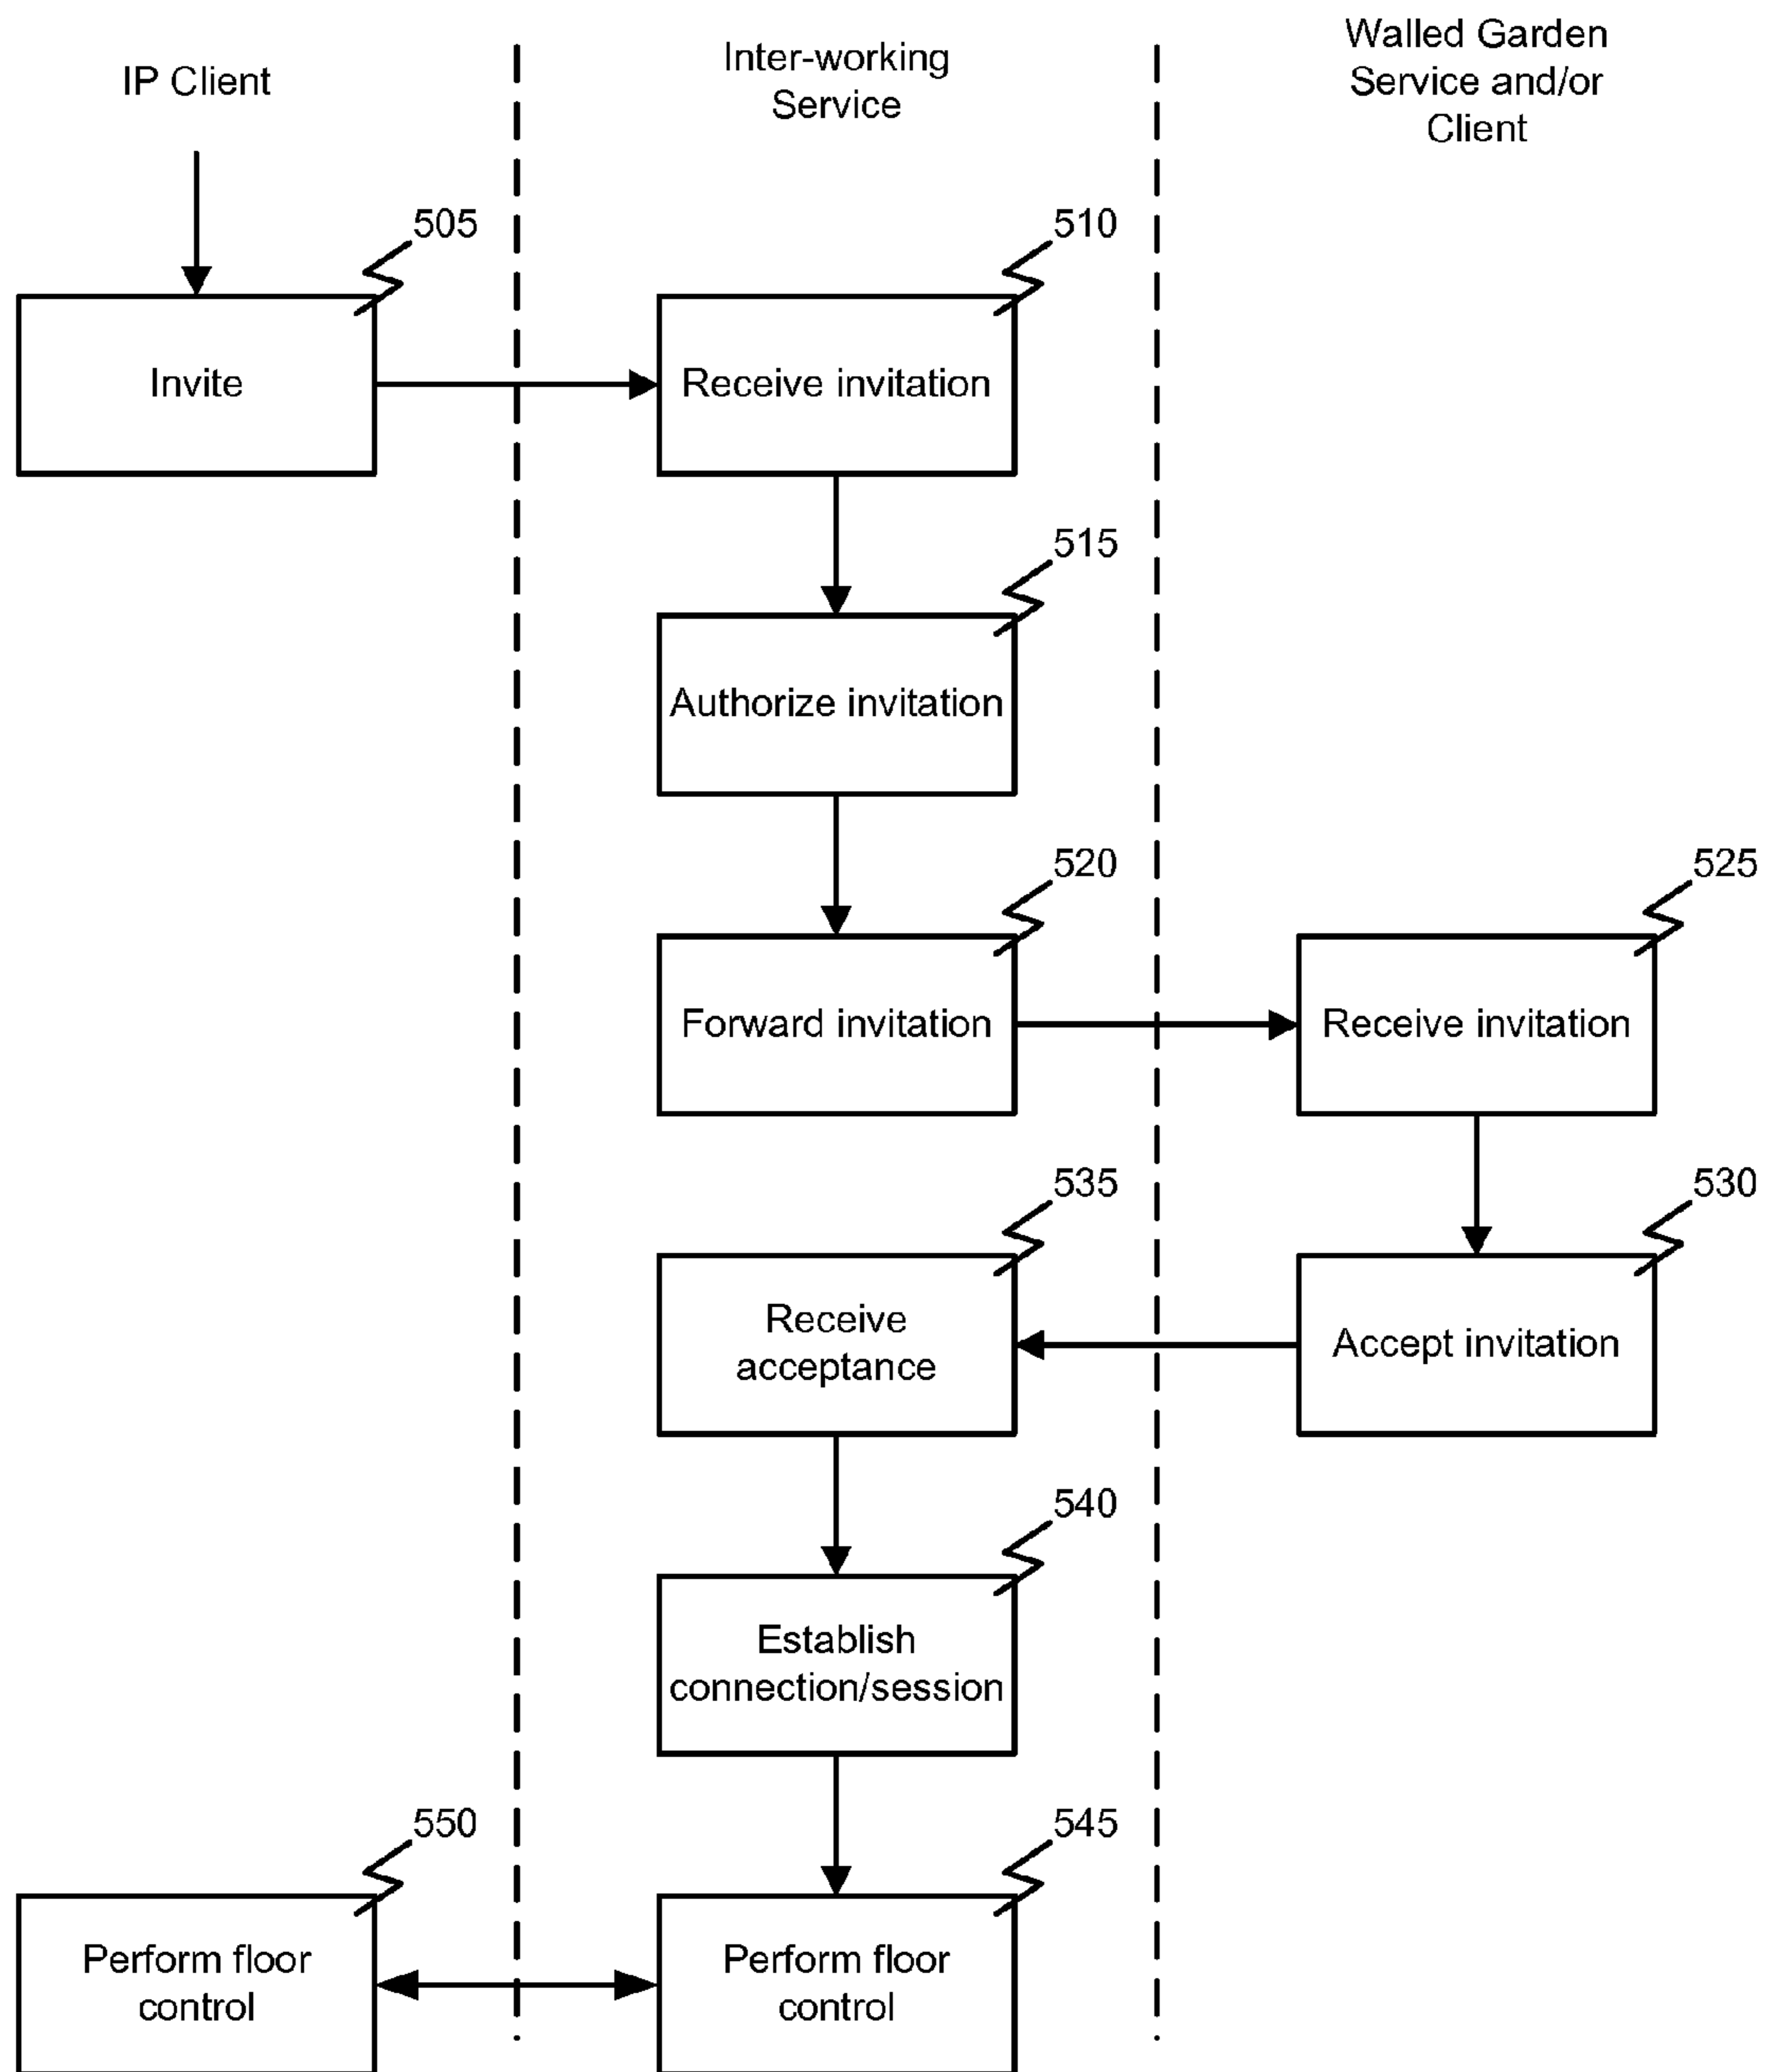 IP Client
Inter-working
Service
Walled Garden
Service and/or
Client
505
Invite
510
Receive invitation
515
Authorize invitation
520
Forward invitation
525
Receive invitation
530
Accept invitation
535
Receive
acceptance
540
Establish
connection/session
545
Perform floor
control
550
Perform floor
control